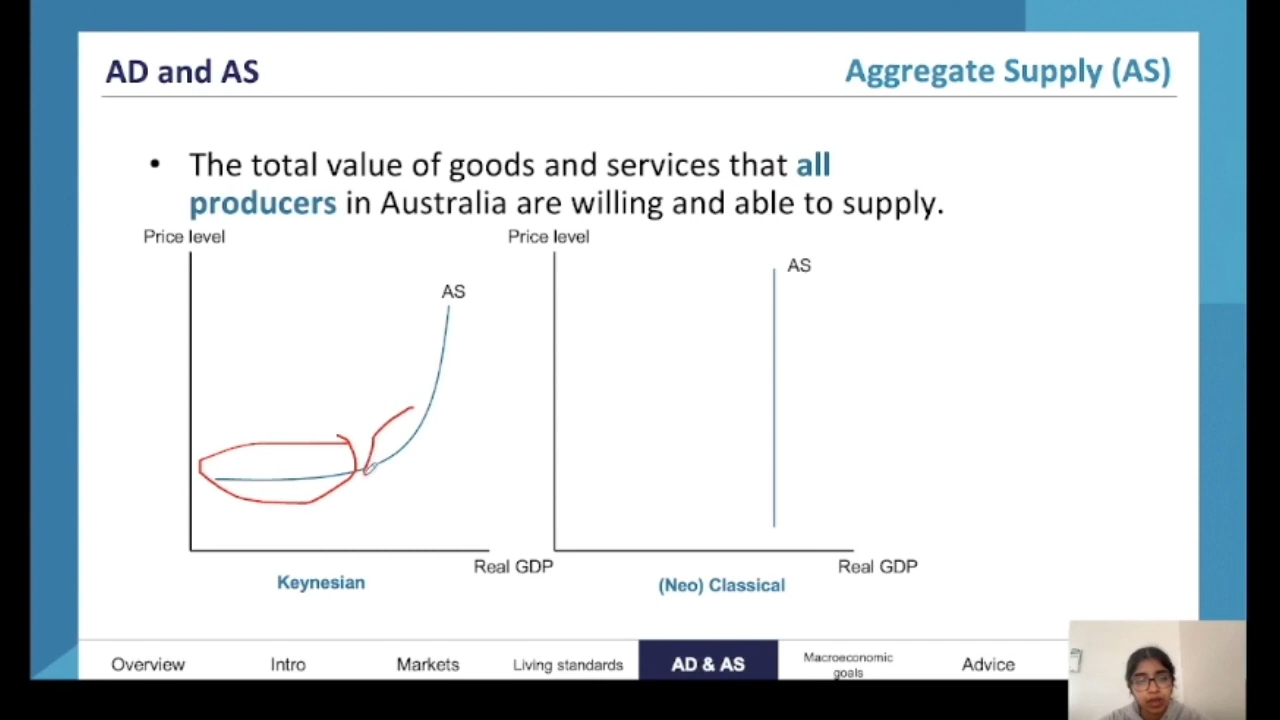 AD and AS
Aggregate Supply (AS)
• The total value of goods and services that all
producers in Australia are willing and able to supply.
Price level
AS
Real GDP
Keynesian
Price level
AS
Real GDP
(Neo) Classical
Overview
Intro
Markets
Living standards
AD & AS
Macroeconomic
goals
Advice